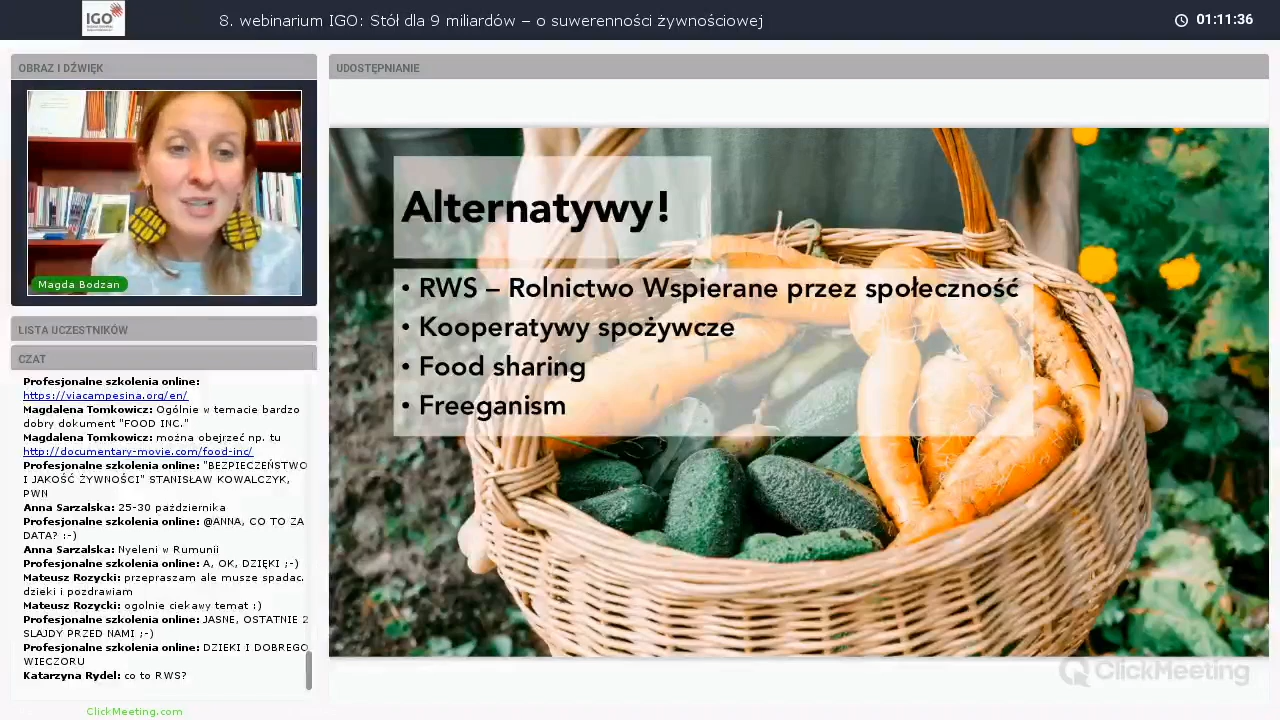 IGO
8. webinarium IGO: Stół dla 9 miliardów – o suwerenności żywnościowej
01:11:36
OBRAZ I DŹWIĘK
Magda Bodzan
LISTA UCZESTNIKÓW
CZAT
Profesjonalne szkolenia online:
https://viacampesina.org/en/
Magdalena Tomkowicz: Ogólnie w temacie bardzo
dobry dokument "FOOD INC."
Magdalena Tomkowicz: można obejrzeć np. tu
http://documentary-movie.com/food-inc/
Profesjonalne szkolenia online: "BEZPIECZEŃSTWO
I JAKOŚĆ ŻYWNOŚCI" STANISŁAW KOWALCZYK,
PWN
Anna Sarzalska: 25-30 października
Profesjonalne szkolenia online: @ANNA, CO TO ZA
DATA? :-)
Anna Sarzalska: Nyeleni w Rumunii
Profesjonalne szkolenia online: A, OK, DZIĘKI ;-)
Mateusz Rozycki: przepraszam ale musze spadac.
dzieki i pozdrawiam
Mateusz Rozycki: ogolnie ciekawy temat :)
Profesjonalne szkolenia online: JASNE, OSTATNIE 2
SLAJDY PRZED NAMI ;-)
Profesjonalne szkolenia online: DZIEKI I DOBREGO
WIECZORU
Katarzyna Rydel: co to RWS?
ClickMeeting.com
UDOSTĘPNIANIE
Alternatywy!
• RWS – Rolnictwo Wspierane przez społeczność
• Kooperatywy spożywcze
• Food sharing
• Freeganism
ClickMeeting